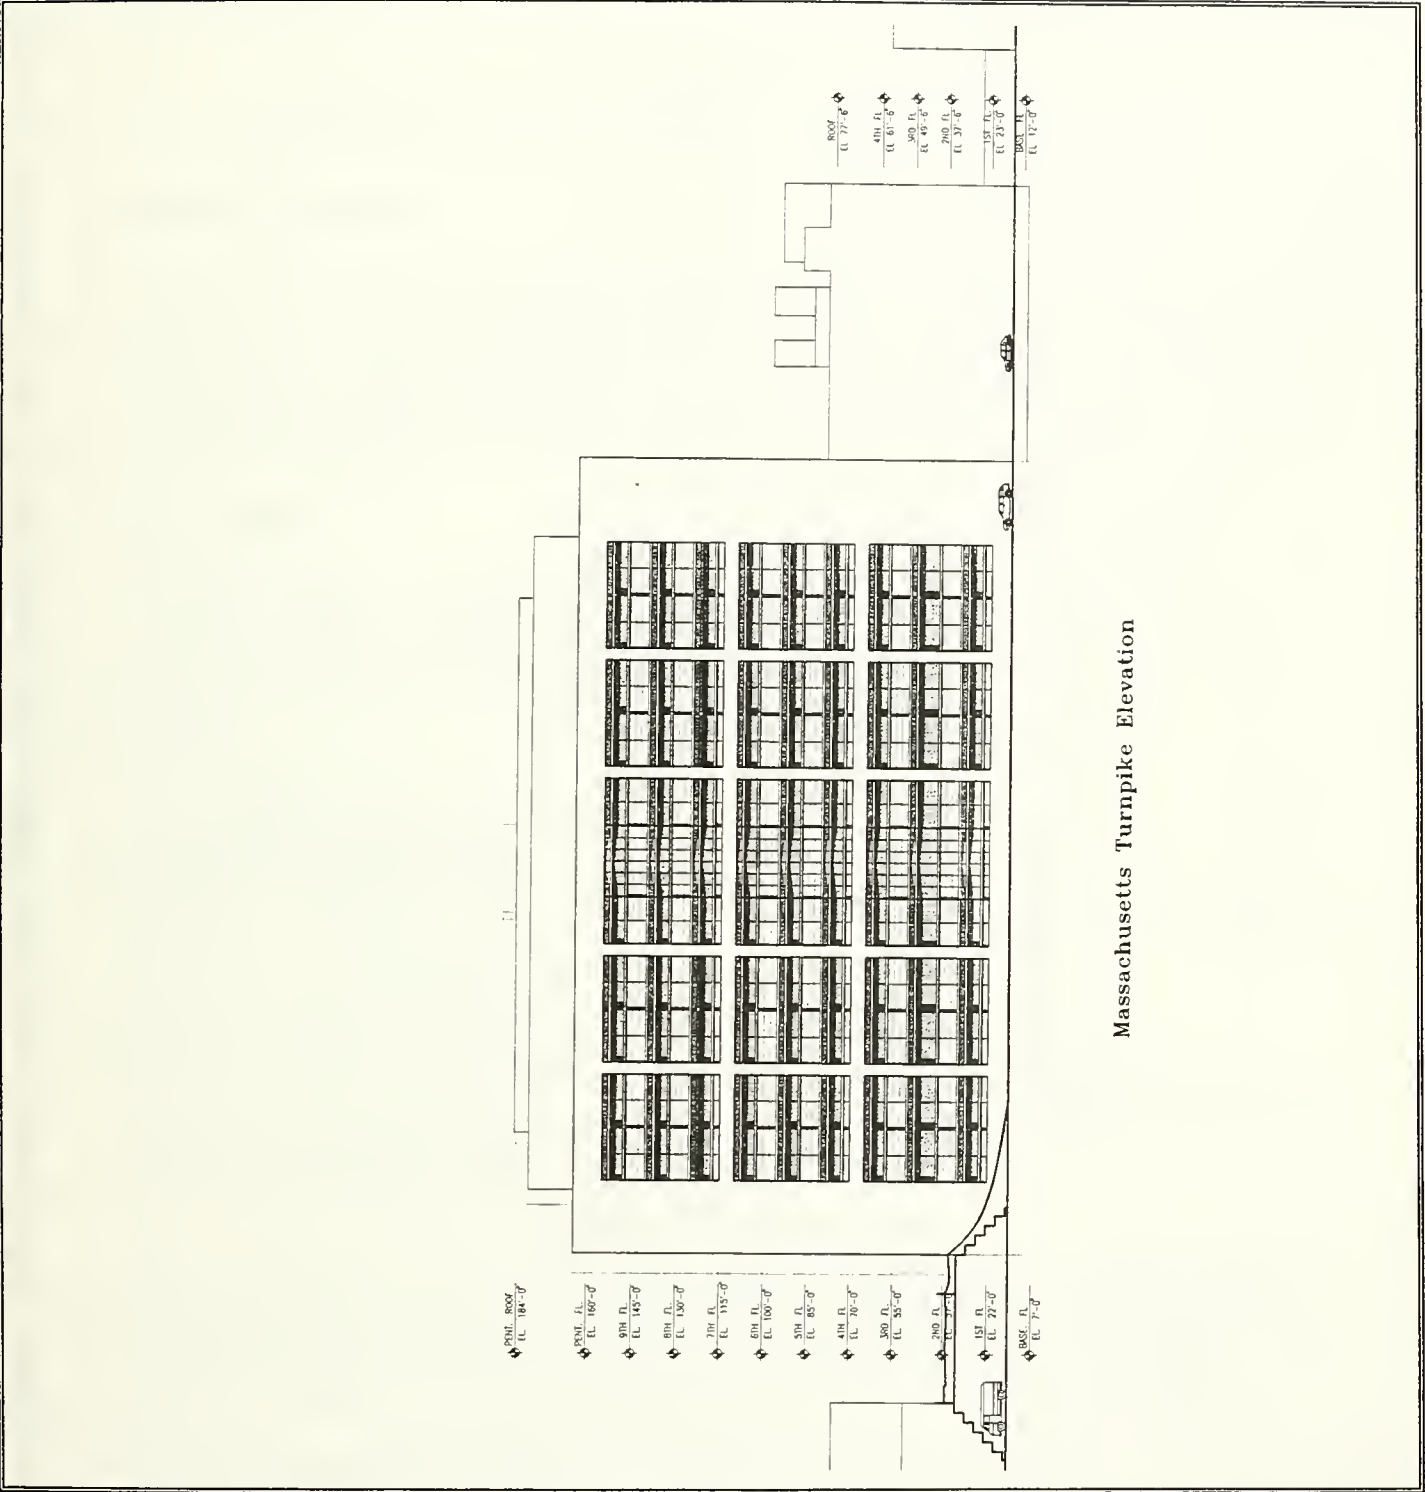 PENT. ROOF
EL 184'-0"
PENT. FL.
EL 160'-0"
9TH FL.
EL 145'-0"
8TH FL.
EL 130'-0"
7TH FL
EL 115'-0"
6TH FL
EL 100'-0"
5TH FL
EL 85'-0"
4TH FL
EL 70'-0"
3RD FL
EL 55'-0"
2ND FL
EL 37'-0"
1ST FL
EL 22'-0"
BASE. FL
EL 7'-0"
ROOF
EL 77'-6"
4TH FL
EL 61'-6"
3RD FL
EL 49'-6"
2ND FL
EL 37'-6"
1ST FL
EL 23'-0"
BASE. FL
EL 12'-0"
Massachusetts Turnpike Elevation